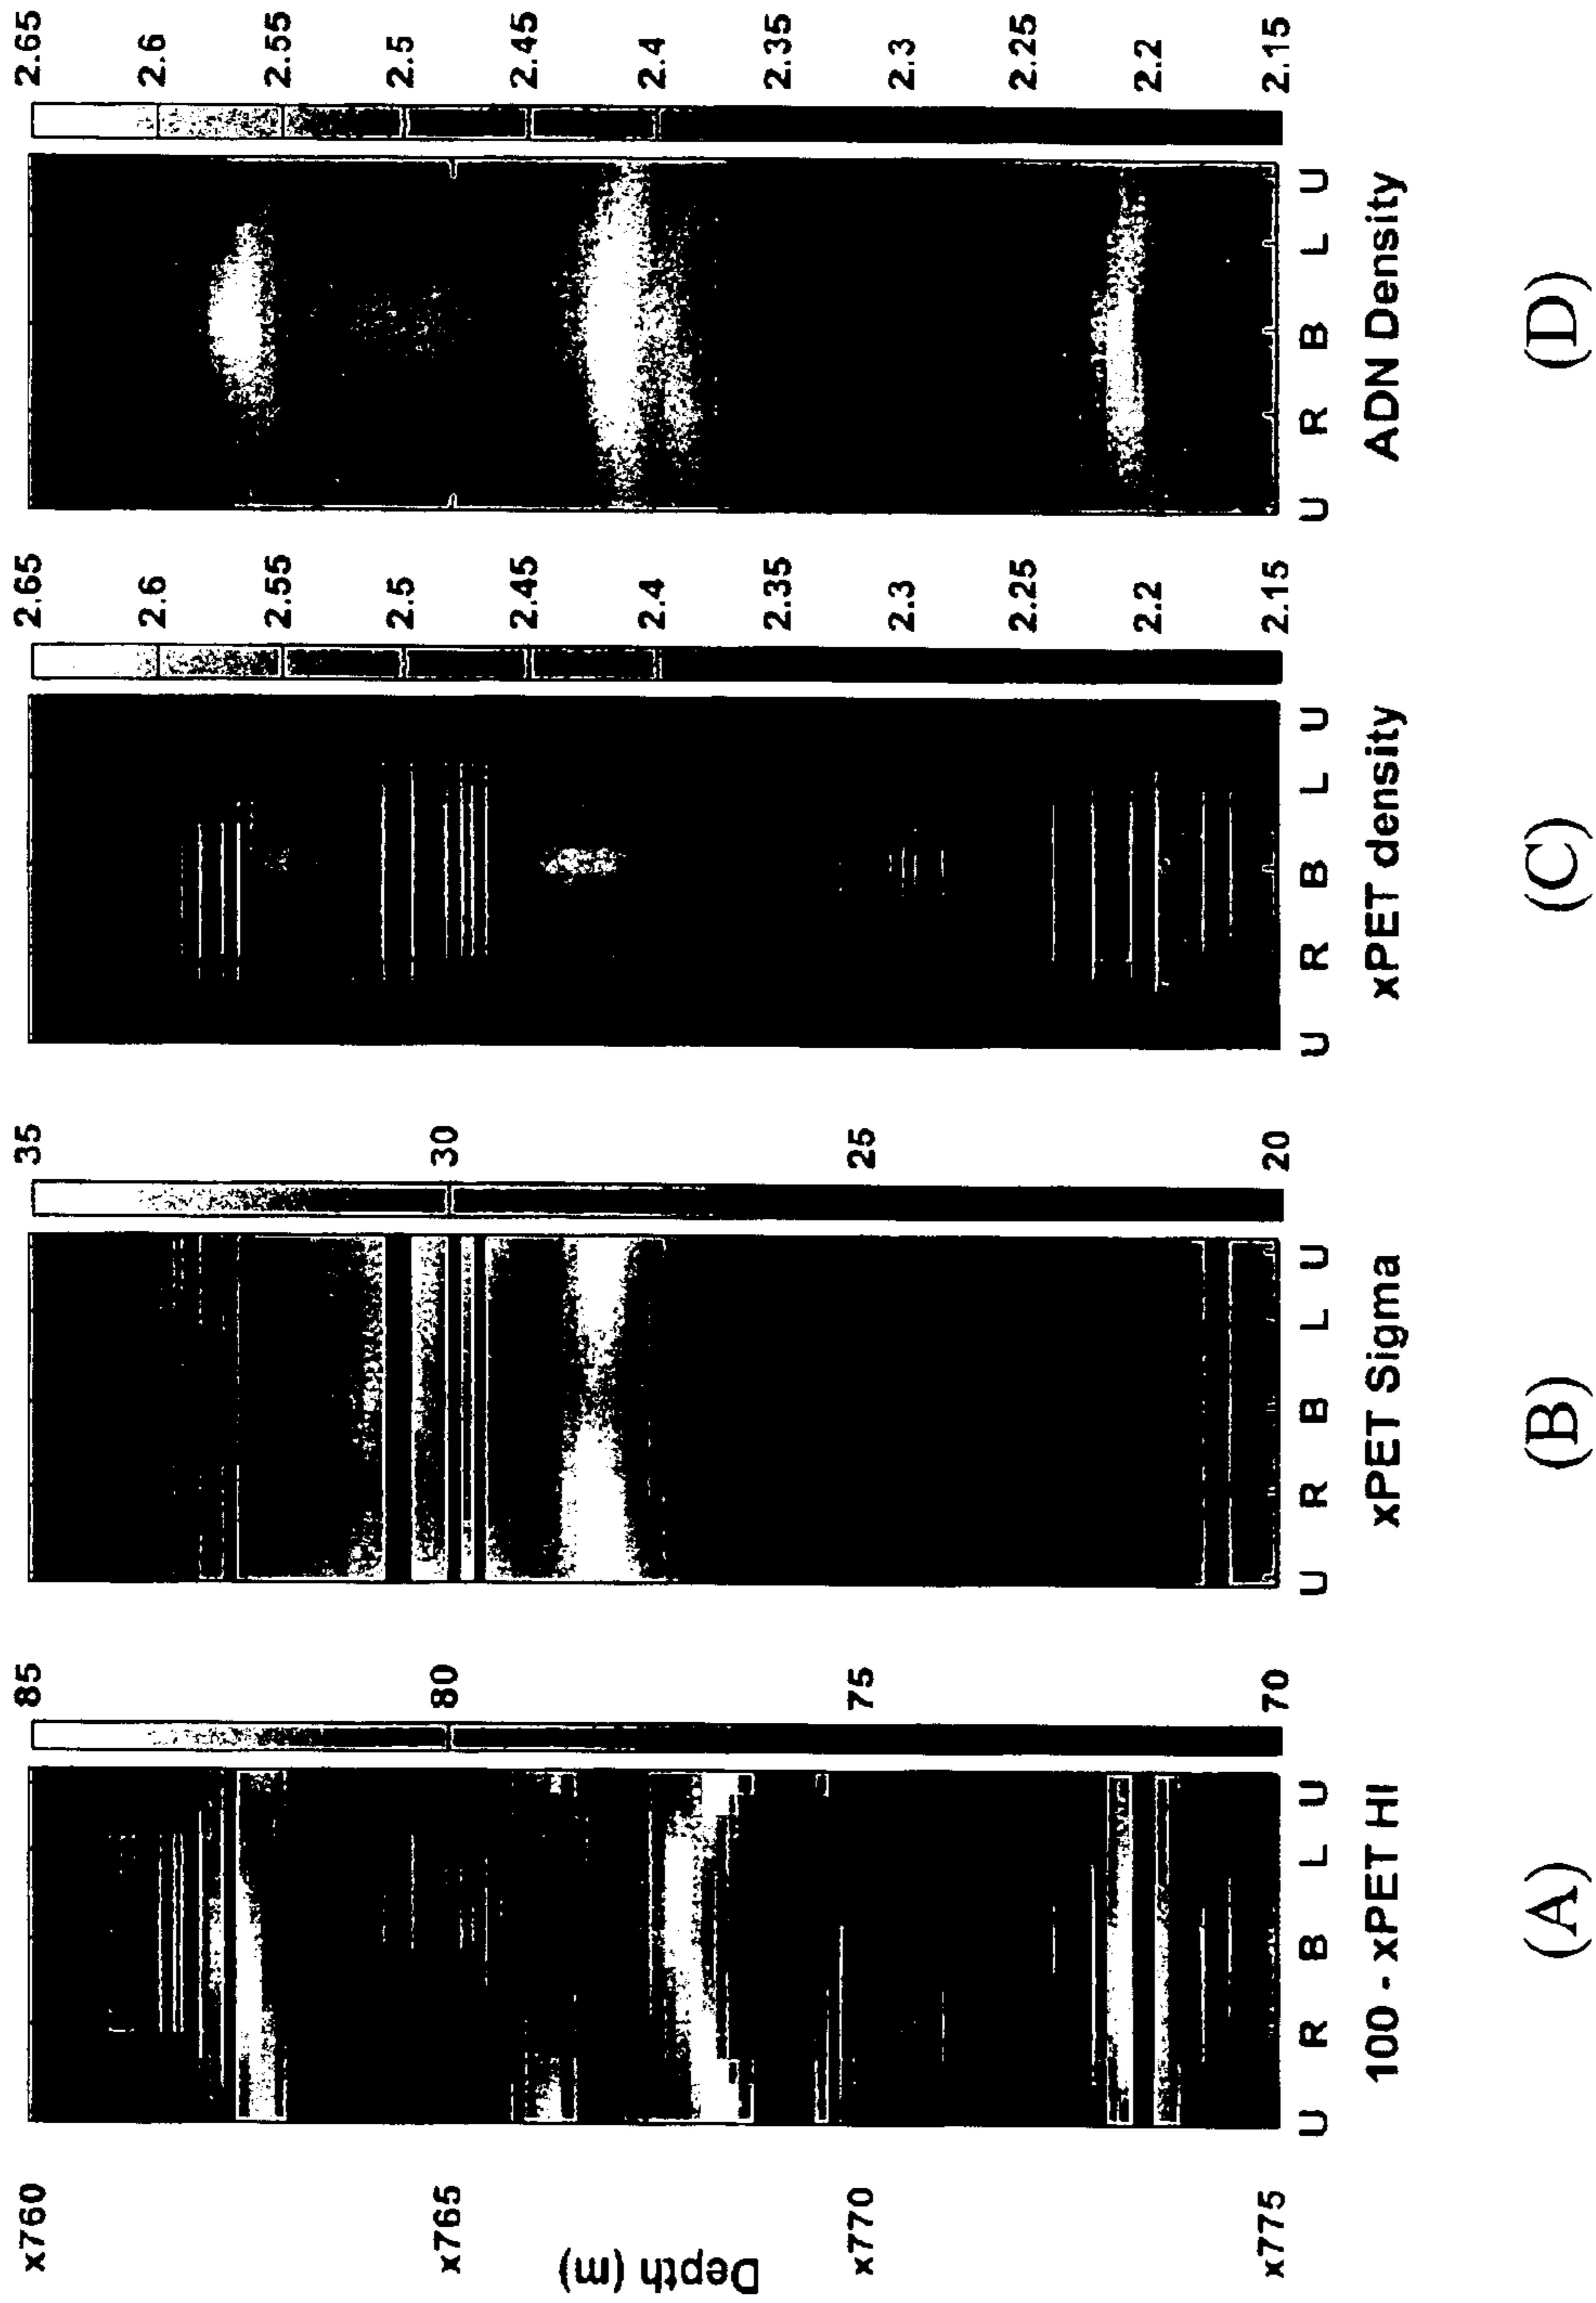 Depth (m)
x760
x765
x770
x775
85
80
75
70
U R B L U
100 - xPET HI
(A)
35
30
25
20
U R B L U
xPET Sigma
(B)
2.65
2.6
2.55
2.5
2.45
2.4
2.35
2.3
2.25
2.2
2.15
U R B L U
xPET density
(C)
2.65
2.6
2.55
2.5
2.45
2.4
2.35
2.3
2.25
2.2
2.15
U R B L U
ADN Density
(D)